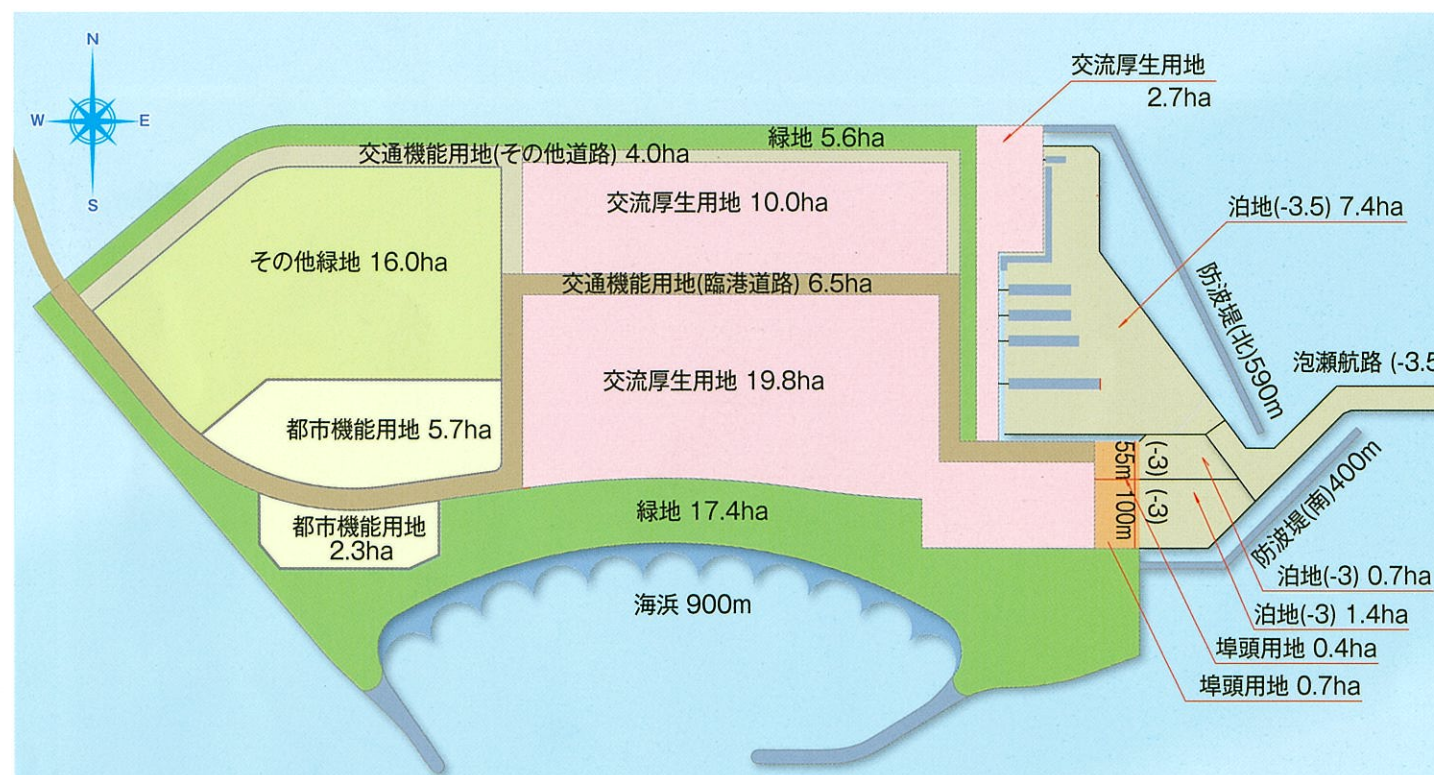 N
W
E
S
交流厚生用地
2.7ha
緑地 5.6ha
交通機能用地(その他道路) 4.0ha
交流厚生用地 10.0ha
泊地(-3.5) 7.4ha
その他緑地 16.0ha
交通機能用地(臨港道路) 6.5ha
防波堤(北)590m
泡瀬航路 (-3.5
交流厚生用地 19.8ha
都市機能用地 5.7ha
55m
(-3)
100m
(-3)
防波堤(南)400m
緑地 17.4ha
都市機能用地
2.3ha
海浜 900m
泊地(-3) 0.7ha
泊地(-3) 1.4ha
埠頭用地 0.4ha
埠頭用地 0.7ha